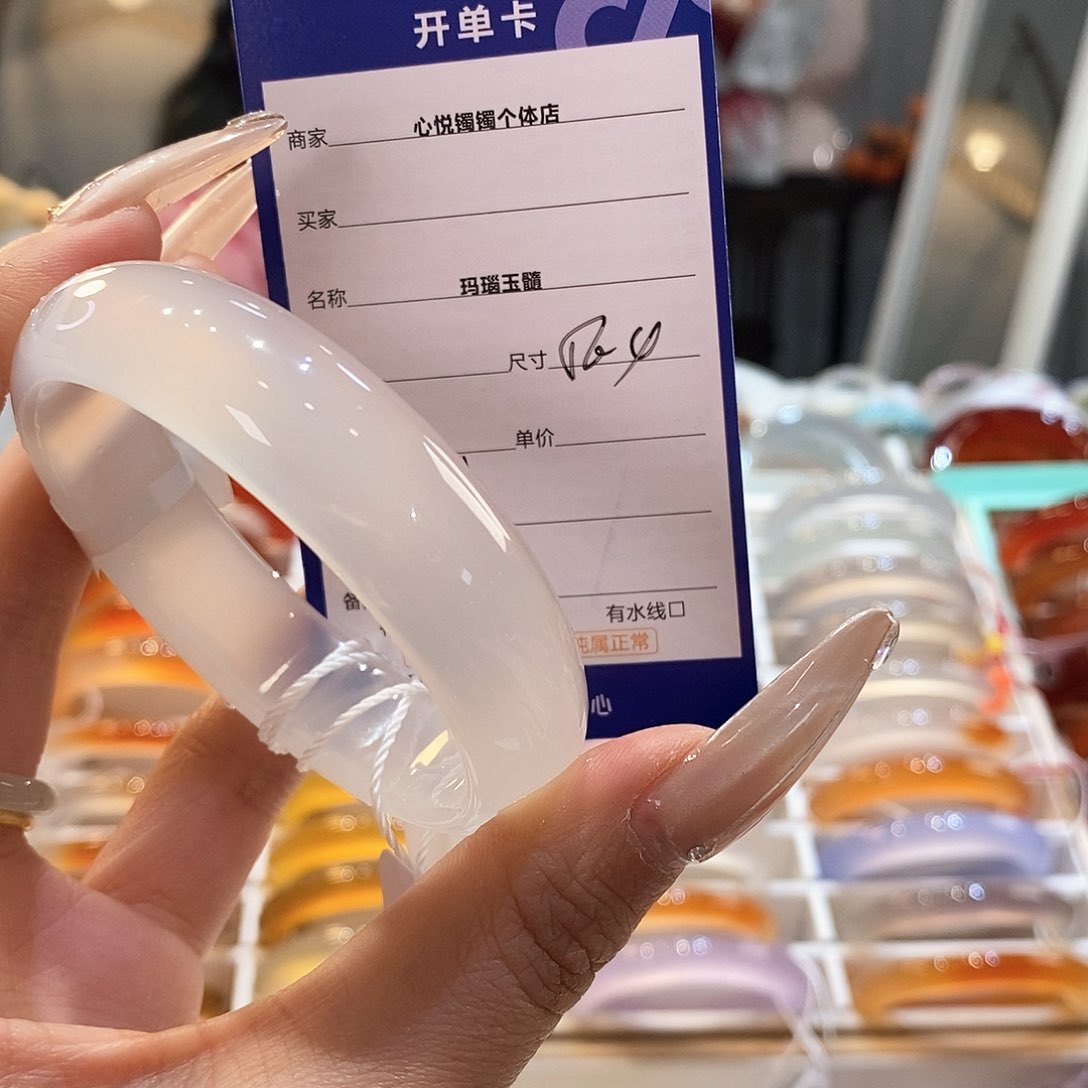 开单卡
商家 心悦镯镯个体店
买家
名称 玛瑙玉髓
尺寸
单价
有水线口
属正常
心